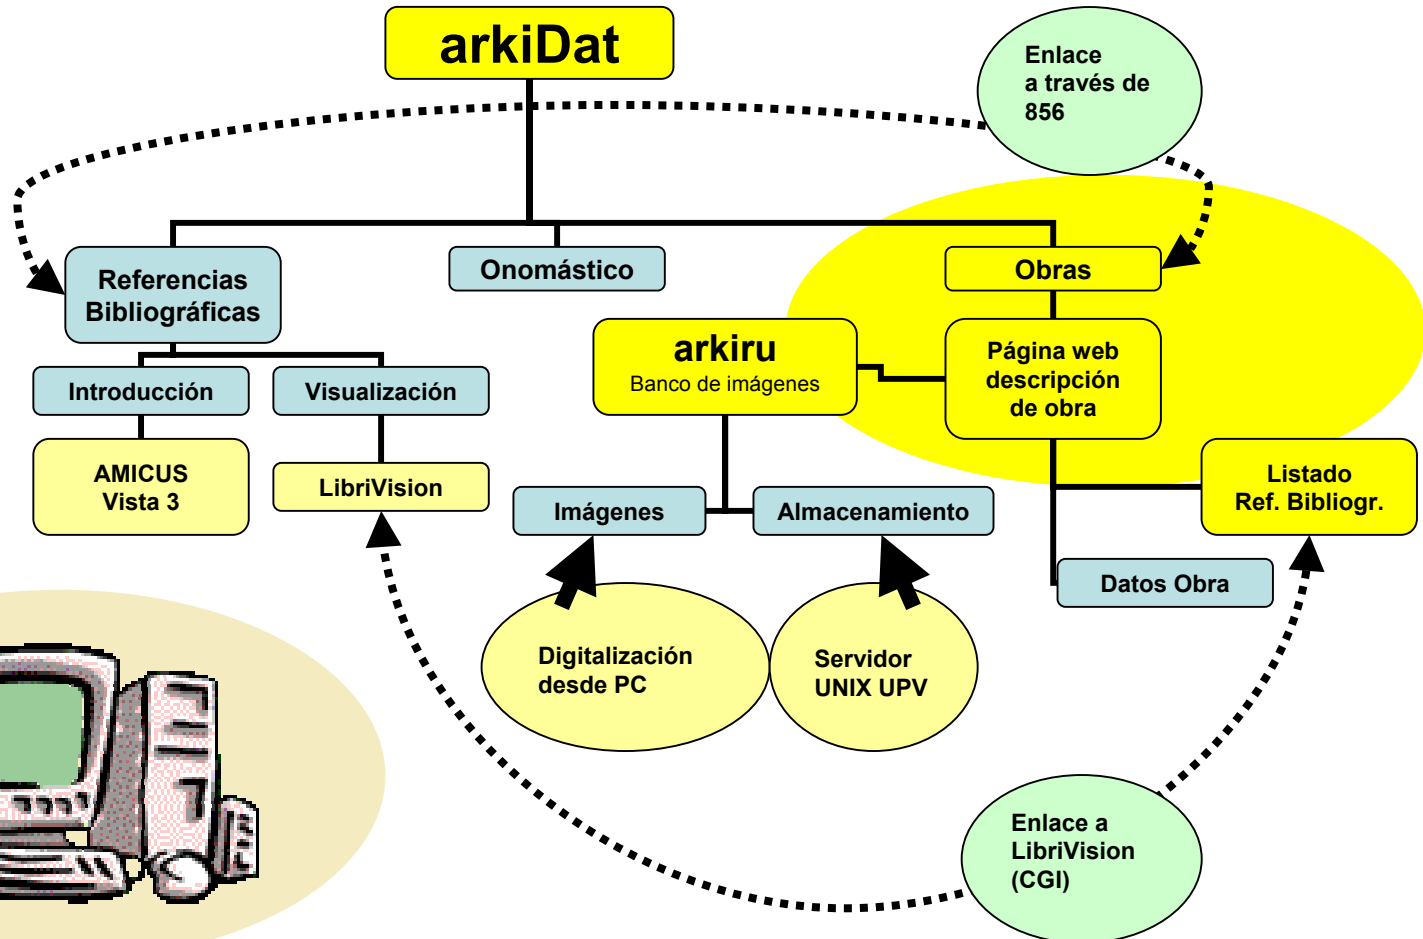 arkiDat
Enlace
a través de
856
Referencias
Bibliográficas
Onomástico
Obras
arkiru
Banco de imágenes
Página web
descripción
de obra
Introducción
Visualización
AMICUS
Vista 3
LibriVision
Imágenes
Almacenamiento
Listado
Ref. Bibliogr.
Datos Obra
Digitalización
desde PC
Servidor
UNIX UPV
Enlace a
LibriVision
(CGI)